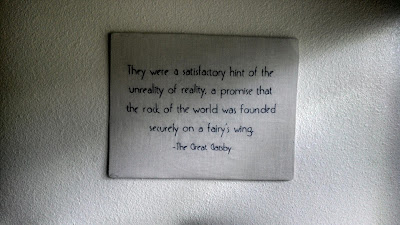 They were a satisfactory hint of the
unreality of reality, a promise that
the rock of the world was founded
securely on a fairy's wing.
-The Great Gatsby